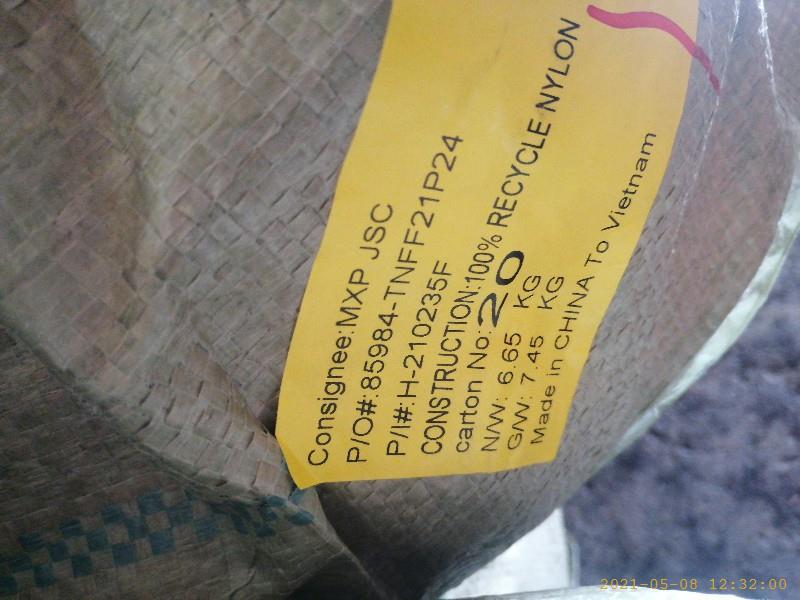 Consignee:MXP JSC
P/O#:85984-TNFF21P24
P/I#:H-210235F
CONSTRUCTION:100% RECYCLE NYLON
carton No:20
N/W: 6.65 KG
G/W: 7.45 KG
Made in CHINA To Vietnam
2021-05-08 12:32:00